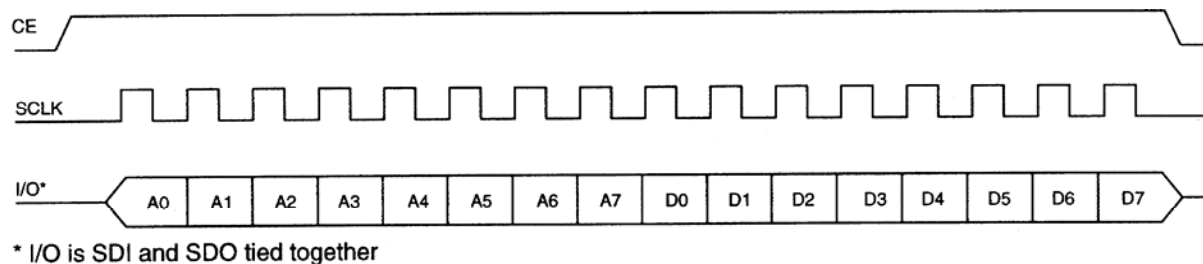 CE
SCLK
I/O*
A0 A1 A2 A3 A4 A5 A6 A7 D0 D1 D2 D3 D4 D5 D6 D7
* I/O is SDI and SDO tied together